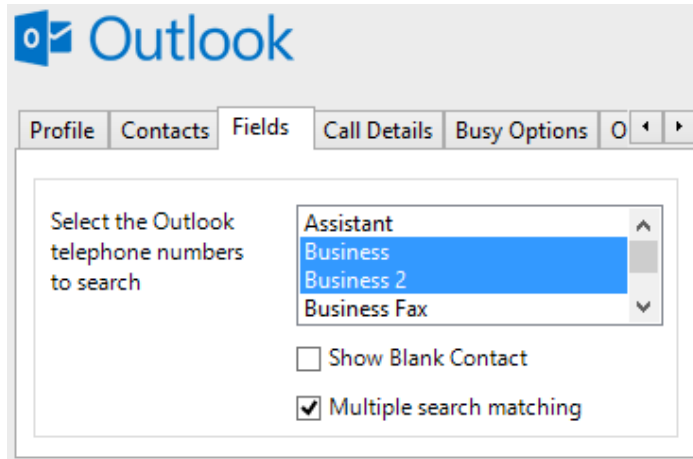 Outlook
Profile Contacts Fields Call Details Busy Options O
Select the Outlook
telephone numbers
to search
Assistant
Business
Business 2
Business Fax
Show Blank Contact
Multiple search matching